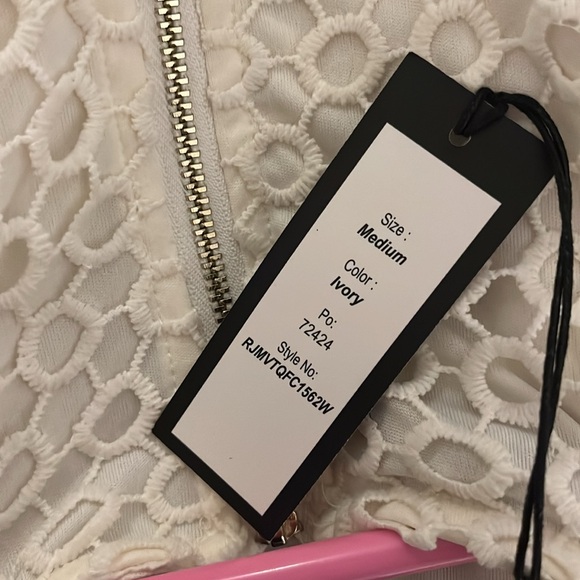 Size :
Medium
Color :
Ivory
Po:
72424
Style No:
RJMVTQFC1562W